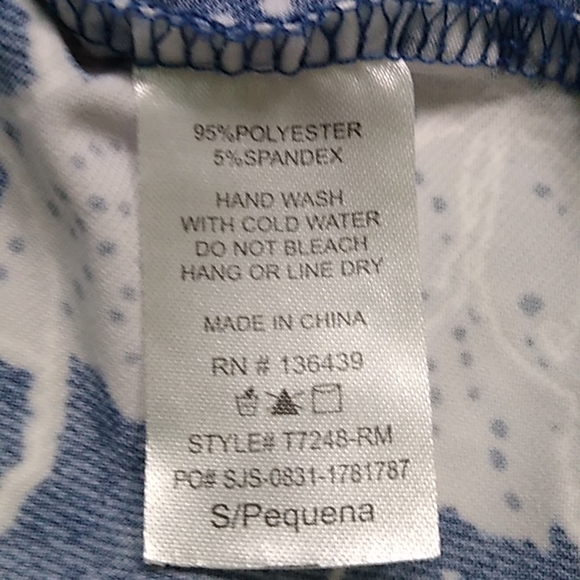 95%POLYESTER
5%SPANDEX
HAND WASH
WITH COLD WATER
DO NOT BLEACH
HANG OR LINE DRY
MADE IN CHINA
RN # 136439
STYLE# T7248-RM
PO# SJS-0831-1781787
S/Pequena